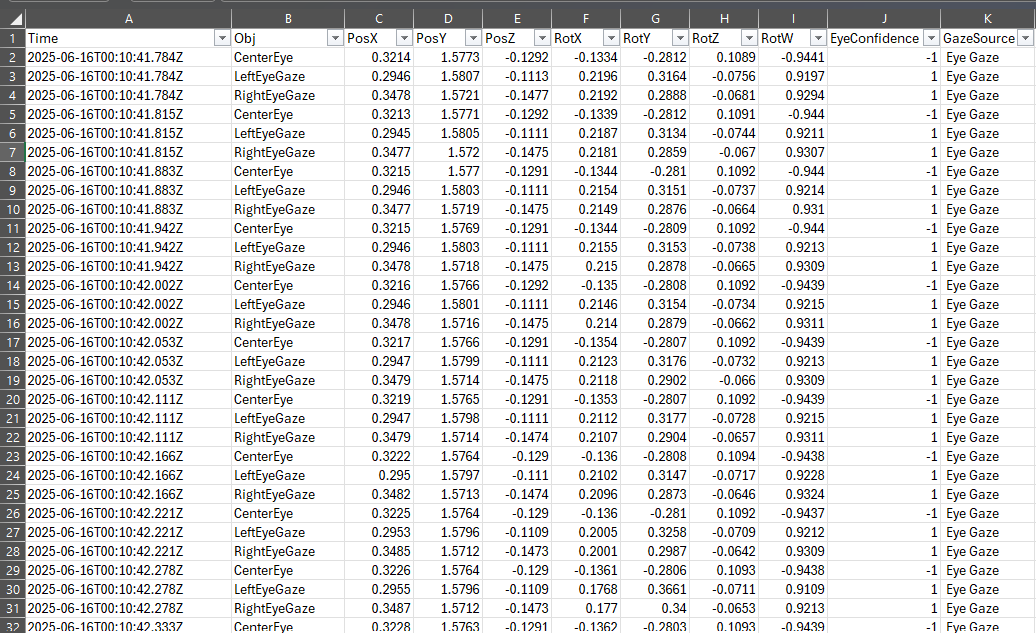 A B C D E F G H I J K
1 Time Obj PosX PosY PosZ RotX RotY RotZ RotW EyeConfidence GazeSource
2 2025-06-16T00:10:41.784Z CenterEye 0.3214 1.5773 -0.1292 -0.1334 -0.2812 0.1089 -0.9441 -1 Eye Gaze
3 2025-06-16T00:10:41.784Z LeftEyeGaze 0.2946 1.5807 -0.1113 0.2196 0.3164 -0.0756 0.9197 1 Eye Gaze
4 2025-06-16T00:10:41.784Z RightEyeGaze 0.3478 1.5721 -0.1477 0.2192 0.2888 -0.0681 0.9294 1 Eye Gaze
5 2025-06-16T00:10:41.815Z CenterEye 0.3213 1.5771 -0.1292 -0.1339 -0.2812 0.1091 -0.944 -1 Eye Gaze
6 2025-06-16T00:10:41.815Z LeftEyeGaze 0.2945 1.5805 -0.1111 0.2187 0.3134 -0.0744 0.9211 1 Eye Gaze
7 2025-06-16T00:10:41.815Z RightEyeGaze 0.3477 1.572 -0.1475 0.2181 0.2859 -0.067 0.9307 1 Eye Gaze
8 2025-06-16T00:10:41.883Z CenterEye 0.3215 1.577 -0.1291 -0.1344 -0.281 0.1092 -0.944 -1 Eye Gaze
9 2025-06-16T00:10:41.883Z LeftEyeGaze 0.2946 1.5803 -0.1111 0.2154 0.3151 -0.0737 0.9214 1 Eye Gaze
10 2025-06-16T00:10:41.883Z RightEyeGaze 0.3477 1.5719 -0.1475 0.2149 0.2876 -0.0664 0.931 1 Eye Gaze
11 2025-06-16T00:10:41.942Z CenterEye 0.3215 1.5769 -0.1291 -0.1344 -0.2809 0.1092 -0.944 -1 Eye Gaze
12 2025-06-16T00:10:41.942Z LeftEyeGaze 0.2946 1.5803 -0.1111 0.2155 0.3153 -0.0738 0.9213 1 Eye Gaze
13 2025-06-16T00:10:41.942Z RightEyeGaze 0.3478 1.5718 -0.1475 0.215 0.2878 -0.0665 0.9309 1 Eye Gaze
14 2025-06-16T00:10:42.002Z CenterEye 0.3216 1.5766 -0.1292 -0.135 -0.2808 0.1092 -0.9439 -1 Eye Gaze
15 2025-06-16T00:10:42.002Z LeftEyeGaze 0.2946 1.5801 -0.1111 0.2146 0.3154 -0.0734 0.9215 1 Eye Gaze
16 2025-06-16T00:10:42.002Z RightEyeGaze 0.3478 1.5716 -0.1475 0.214 0.2879 -0.0662 0.9311 1 Eye Gaze
17 2025-06-16T00:10:42.053Z CenterEye 0.3217 1.5766 -0.1291 -0.1354 -0.2807 0.1092 -0.9439 -1 Eye Gaze
18 2025-06-16T00:10:42.053Z LeftEyeGaze 0.2947 1.5799 -0.1111 0.2123 0.3176 -0.0732 0.9213 1 Eye Gaze
19 2025-06-16T00:10:42.053Z RightEyeGaze 0.3479 1.5714 -0.1475 0.2118 0.2902 -0.066 0.9309 1 Eye Gaze
20 2025-06-16T00:10:42.111Z CenterEye 0.3219 1.5765 -0.1291 -0.1353 -0.2807 0.1092 -0.9439 -1 Eye Gaze
21 2025-06-16T00:10:42.111Z LeftEyeGaze 0.2947 1.5798 -0.1111 0.2112 0.3177 -0.0728 0.9215 1 Eye Gaze
22 2025-06-16T00:10:42.111Z RightEyeGaze 0.3479 1.5714 -0.1474 0.2107 0.2904 -0.0657 0.9311 1 Eye Gaze
23 2025-06-16T00:10:42.166Z CenterEye 0.3222 1.5764 -0.129 -0.136 -0.2808 0.1094 -0.9438 -1 Eye Gaze
24 2025-06-16T00:10:42.166Z LeftEyeGaze 0.295 1.5797 -0.111 0.2102 0.3147 -0.0717 0.9228 1 Eye Gaze
25 2025-06-16T00:10:42.166Z RightEyeGaze 0.3482 1.5713 -0.1474 0.2096 0.2873 -0.0646 0.9324 1 Eye Gaze
26 2025-06-16T00:10:42.221Z CenterEye 0.3225 1.5764 -0.129 -0.136 -0.281 0.1092 -0.9437 -1 Eye Gaze
27 2025-06-16T00:10:42.221Z LeftEyeGaze 0.2953 1.5796 -0.1109 0.2005 0.3258 -0.0709 0.9212 1 Eye Gaze
28 2025-06-16T00:10:42.221Z RightEyeGaze 0.3485 1.5712 -0.1473 0.2001 0.2987 -0.0642 0.9309 1 Eye Gaze
29 2025-06-16T00:10:42.278Z CenterEye 0.3226 1.5764 -0.129 -0.1361 -0.2806 0.1093 -0.9438 -1 Eye Gaze
30 2025-06-16T00:10:42.278Z LeftEyeGaze 0.2955 1.5796 -0.1109 0.1768 0.3661 -0.0711 0.9109 1 Eye Gaze
31 2025-06-16T00:10:42.278Z RightEyeGaze 0.3487 1.5712 -0.1473 0.177 0.34 -0.0653 0.9213 1 Eye Gaze
32 2025-06-16T00:10:42.333Z CenterEye 0.3228 1.5763 -0.1291 -0.1362 -0.2803 0.1093 -0.9439 -1 Eye Gaze